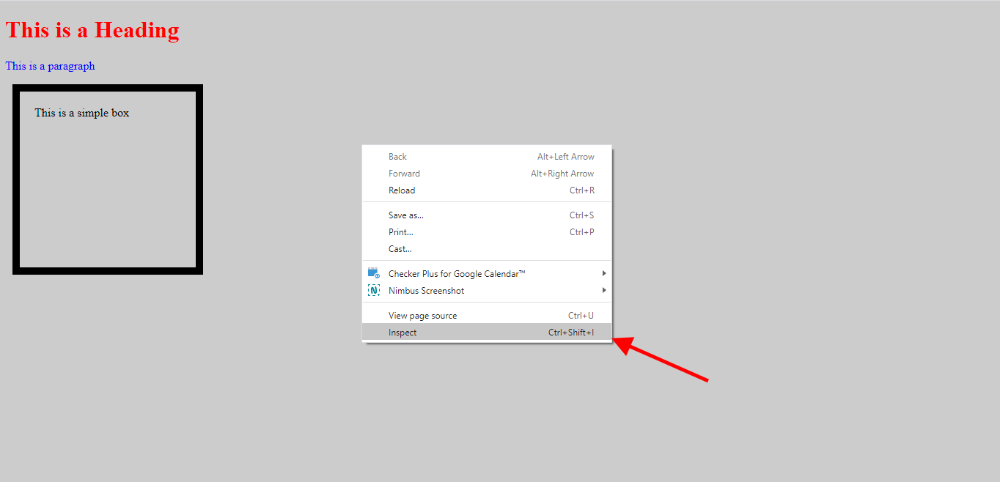 This is a Heading
This is a paragraph
This is a simple box
Back Alt+Left Arrow
Forward Alt+Right Arrow
Reload Ctrl+R
Save as... Ctrl+S
Print... Ctrl+P
Cast...
Checker Plus for Google Calendar™
Nimbus Screenshot
View page source Ctrl+U
Inspect Ctrl+Shift+I